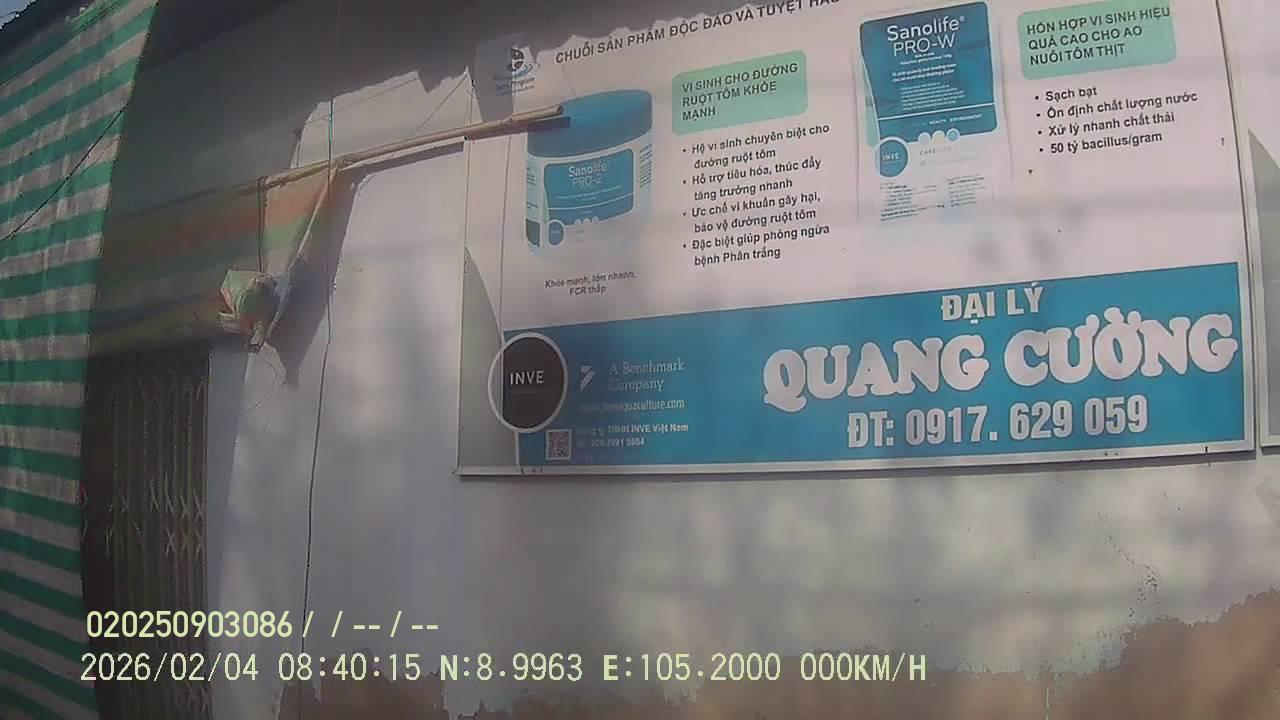 CHUỖI SẢN PHẨM ĐỘC ĐÁO VÀ TUYỆT
VI SINH CHO ĐƯỜNG
RUỘT TÔM KHỎE
MẠNH
• Hệ vi sinh chuyên biệt cho
đường ruột tôm
• Hỗ trợ tiêu hóa, thúc đẩy
tăng trưởng nhanh
• Ức chế vi khuẩn gây hại,
bảo vệ đường ruột tôm
• Đặc biệt giúp phòng ngừa
bệnh Phân trắng
Sanolife®
PRO-2
Khỏe mạnh, lớn nhanh,
FCR thấp
Sanolife®
PRO-W
INVE
HỖN HỢP VI SINH HIỆU
QUẢ CAO CHO AO
NUÔI TÔM THỊT
• Sạch bạt
• Ổn định chất lượng nước
• Xử lý nhanh chất thải
• 50 tỷ bacillus/gram
INVE
A Benchmark
Company
TNHH INVE Việt Nam
ĐẠI LÝ
QUANG CƯỜNG
ĐT: 0917. 629 059
020250903086 / / -- / --
2026/02/04 08:40:15 N:8.9963 E:105.2000 000KM/H